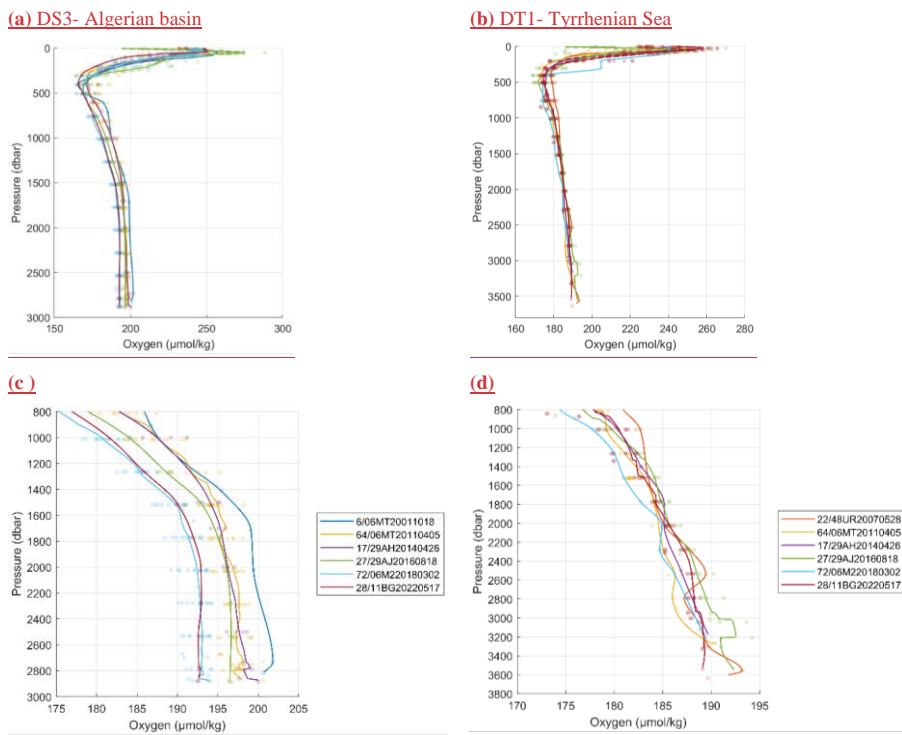 (a) DS3- Algerian basin
(b) DT1- Tyrrhenian Sea
0
500
1000
1500
2000
2500
3000
Pressure (dbar)
150 200 250 300
Oxygen (μmol/kg)
0
500
1000
1500
2000
2500
3000
3500
Pressure (dbar)
160 180 200 220 240 260 280
Oxygen (μmol/kg)
(c )
(d)
800
1000
1200
1400
1600
1800
2000
2200
2400
2600
2800
3000
Pressure (dbar)
175 180 185 190 195 200 205
Oxygen (μmol/kg)
6/06MT20011018
64/06MT20110405
17/29AH20140426
27/29AJ20160818
72/06M220180302
28/11BG20220517
800
1000
1200
1400
1600
1800
2000
2200
2400
2600
2800
3000
3200
3400
3600
3800
Pressure (dbar)
170 175 180 185 190 195
Oxygen (μmol/kg)
22/48UR20070528
64/06MT20110405
17/29AH20140426
27/29AJ20160818
72/06M220180302
28/11BG20220517